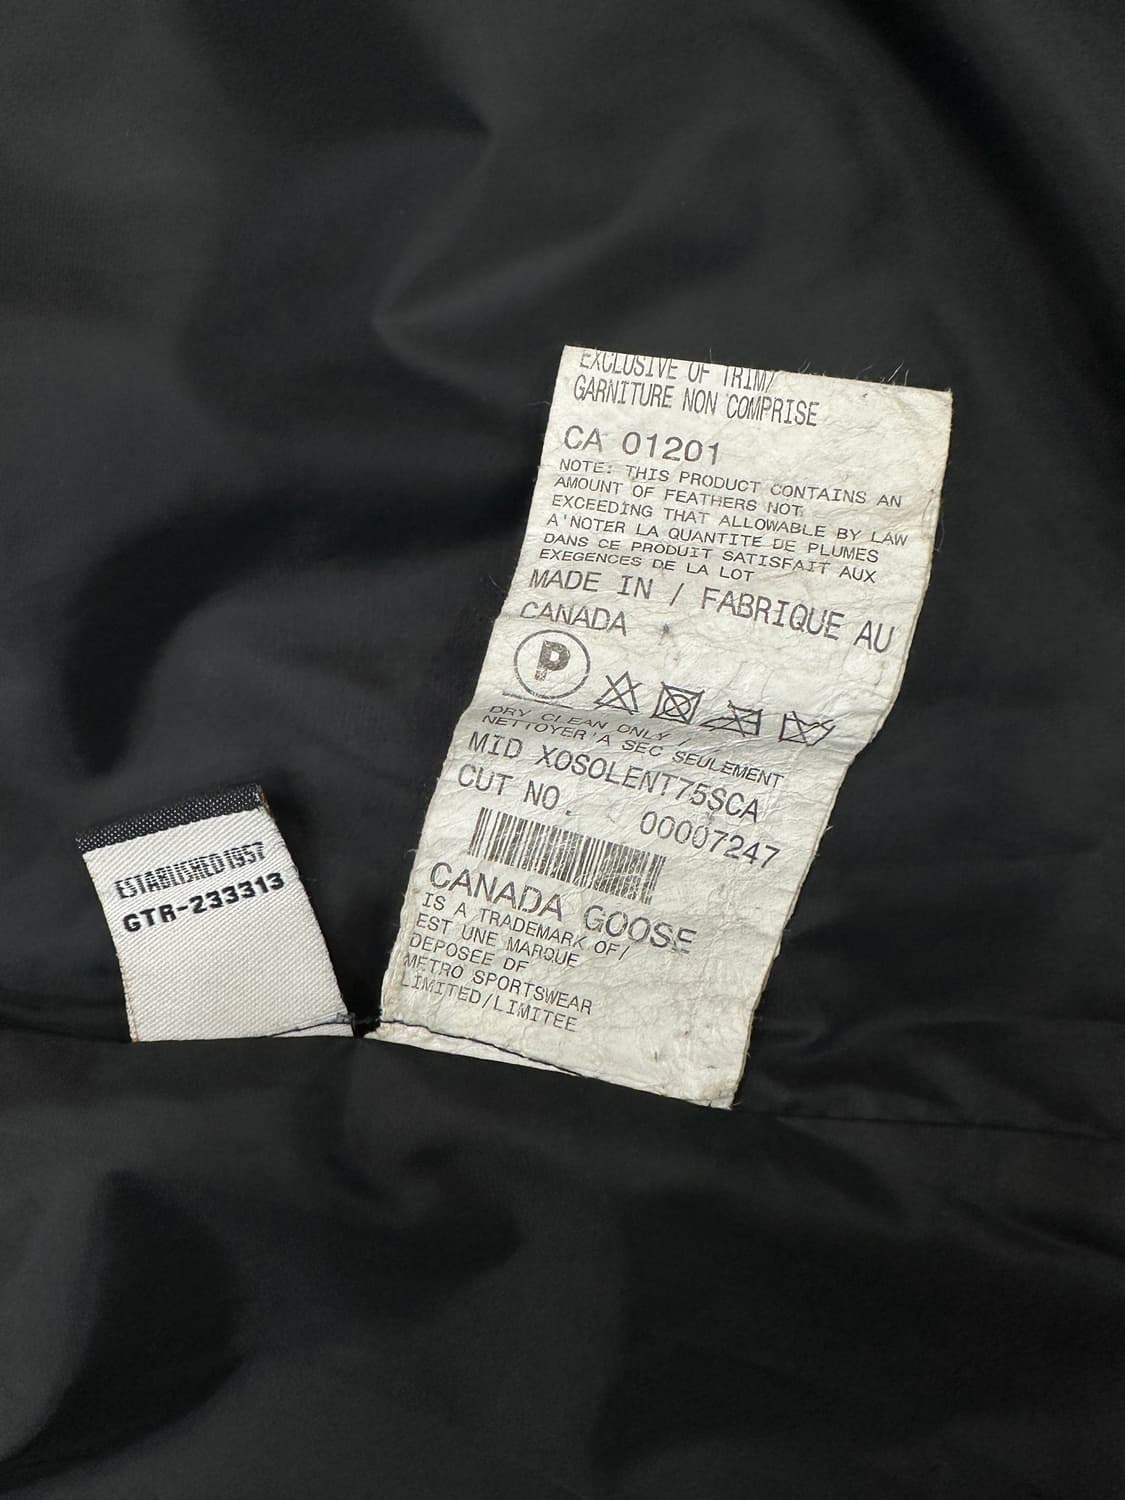 EXCLUSIVE OF TRIM/
GARNITURE NON COMPRISE
CA 01201
NOTE: THIS PRODUCT CONTAINS AN
AMOUNT OF FEATHERS NOT
EXCEEDING THAT ALLOWABLE BY LAW
A'NOTER LA QUANTITE DE PLUMES
DANS CE PRODUIT SATISFAIT AUX
EXEGENCES DE LA LOT
MADE IN / FABRIQUE AU
CANADA
P
DRY CLEAN ONLY /
NETTOYER'A SEC SEULEMENT
MID XOSOLENT75SCA
CUT NO. 00007247
CANADA GOOSE
IS A TRADEMARK OF/
EST UNE MARQUE
DEPOSEE DF
METRO SPORTSWEAR
LIMITED/LIMITEE
ESTABLISHED 1957
GTR-233313